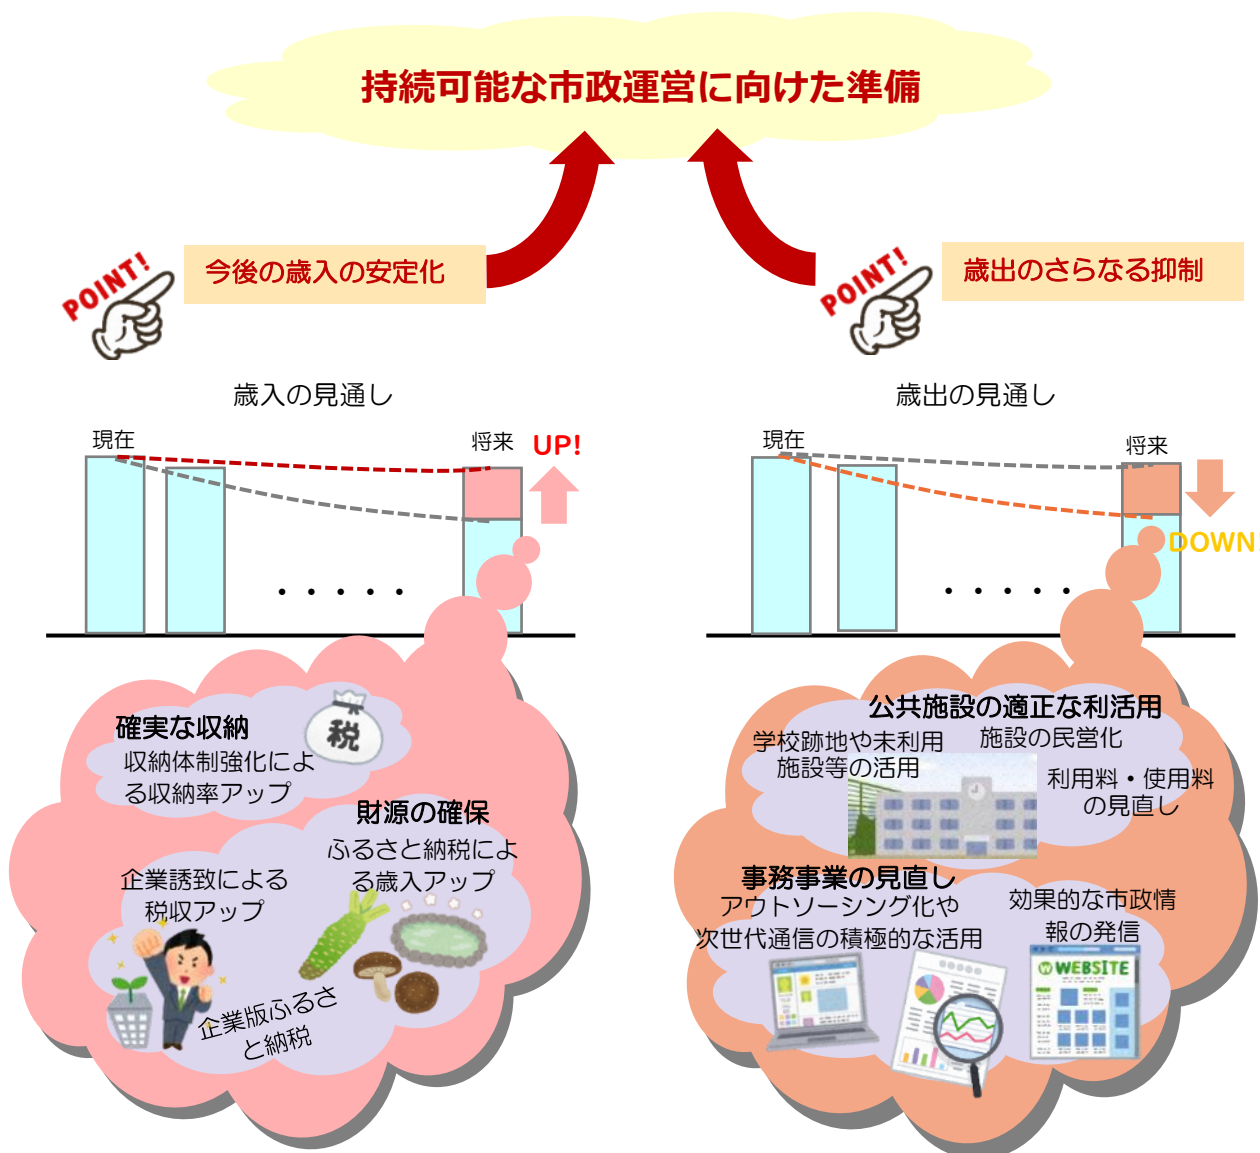 持続可能な市政運営に向けた準備
POINT!
今後の歳入の安定化
POINT!
歳出のさらなる抑制
歳入の見通し
現在
将来
UP!
・・・・・
確実な収納
収納体制強化によ
る収納率アップ
税
財源の確保
ふるさと納税によ
る歳入アップ
企業誘致による
税収アップ
企業版ふるさ
と納税
歳出の見通し
現在
将来
DOWN
・・・・・
公共施設の適正な利活用
学校跡地や未利用
施設等の活用
施設の民営化
利用料・使用料
の見直し
事務事業の見直し
アウトソーシング化や
次世代通信の積極的な活用
効果的な市政情
報の発信
WEBSITE